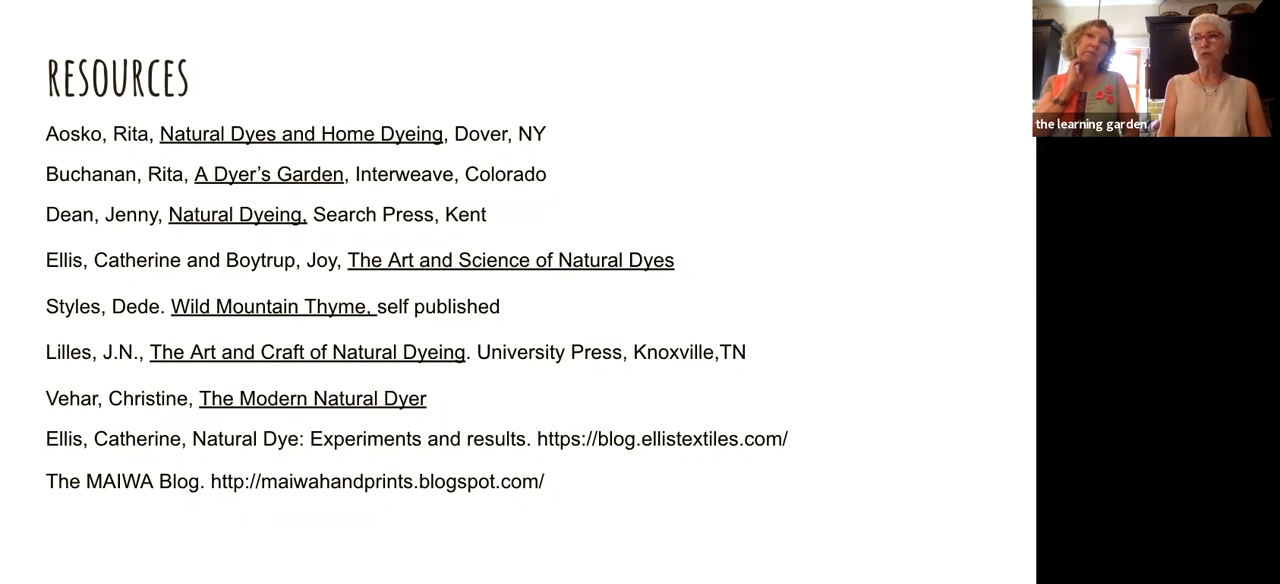 RESOURCES
Aosko, Rita, Natural Dyes and Home Dyeing, Dover, NY
Buchanan, Rita, A Dyer’s Garden, Interweave, Colorado
Dean, Jenny, Natural Dyeing, Search Press, Kent
Ellis, Catherine and Boytrup, Joy, The Art and Science of Natural Dyes
Styles, Dede. Wild Mountain Thyme, self published
Lilles, J.N., The Art and Craft of Natural Dyeing. University Press, Knoxville,TN
Vehar, Christine, The Modern Natural Dyer
Ellis, Catherine, Natural Dye: Experiments and results. https://blog.ellistextiles.com/
The MAIWA Blog. http://maiwahandprints.blogspot.com/
the learning garden